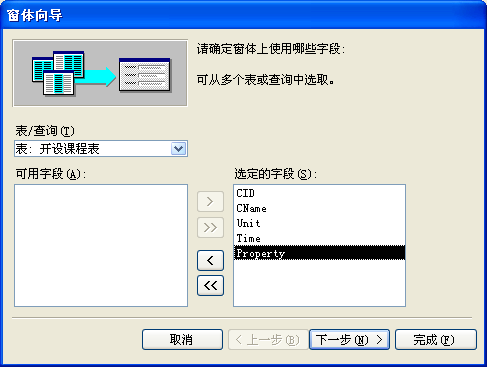 窗体向导
请确定窗体上使用哪些字段:
可从多个表或查询中选取。
表/查询(T)
表: 开设课程表
可用字段(A):
选定的字段(S):
>
>>
<
<<
CID
CName
Unit
Time
Property
取消
< 上一步(B)
下一步(N) >
完成(F)